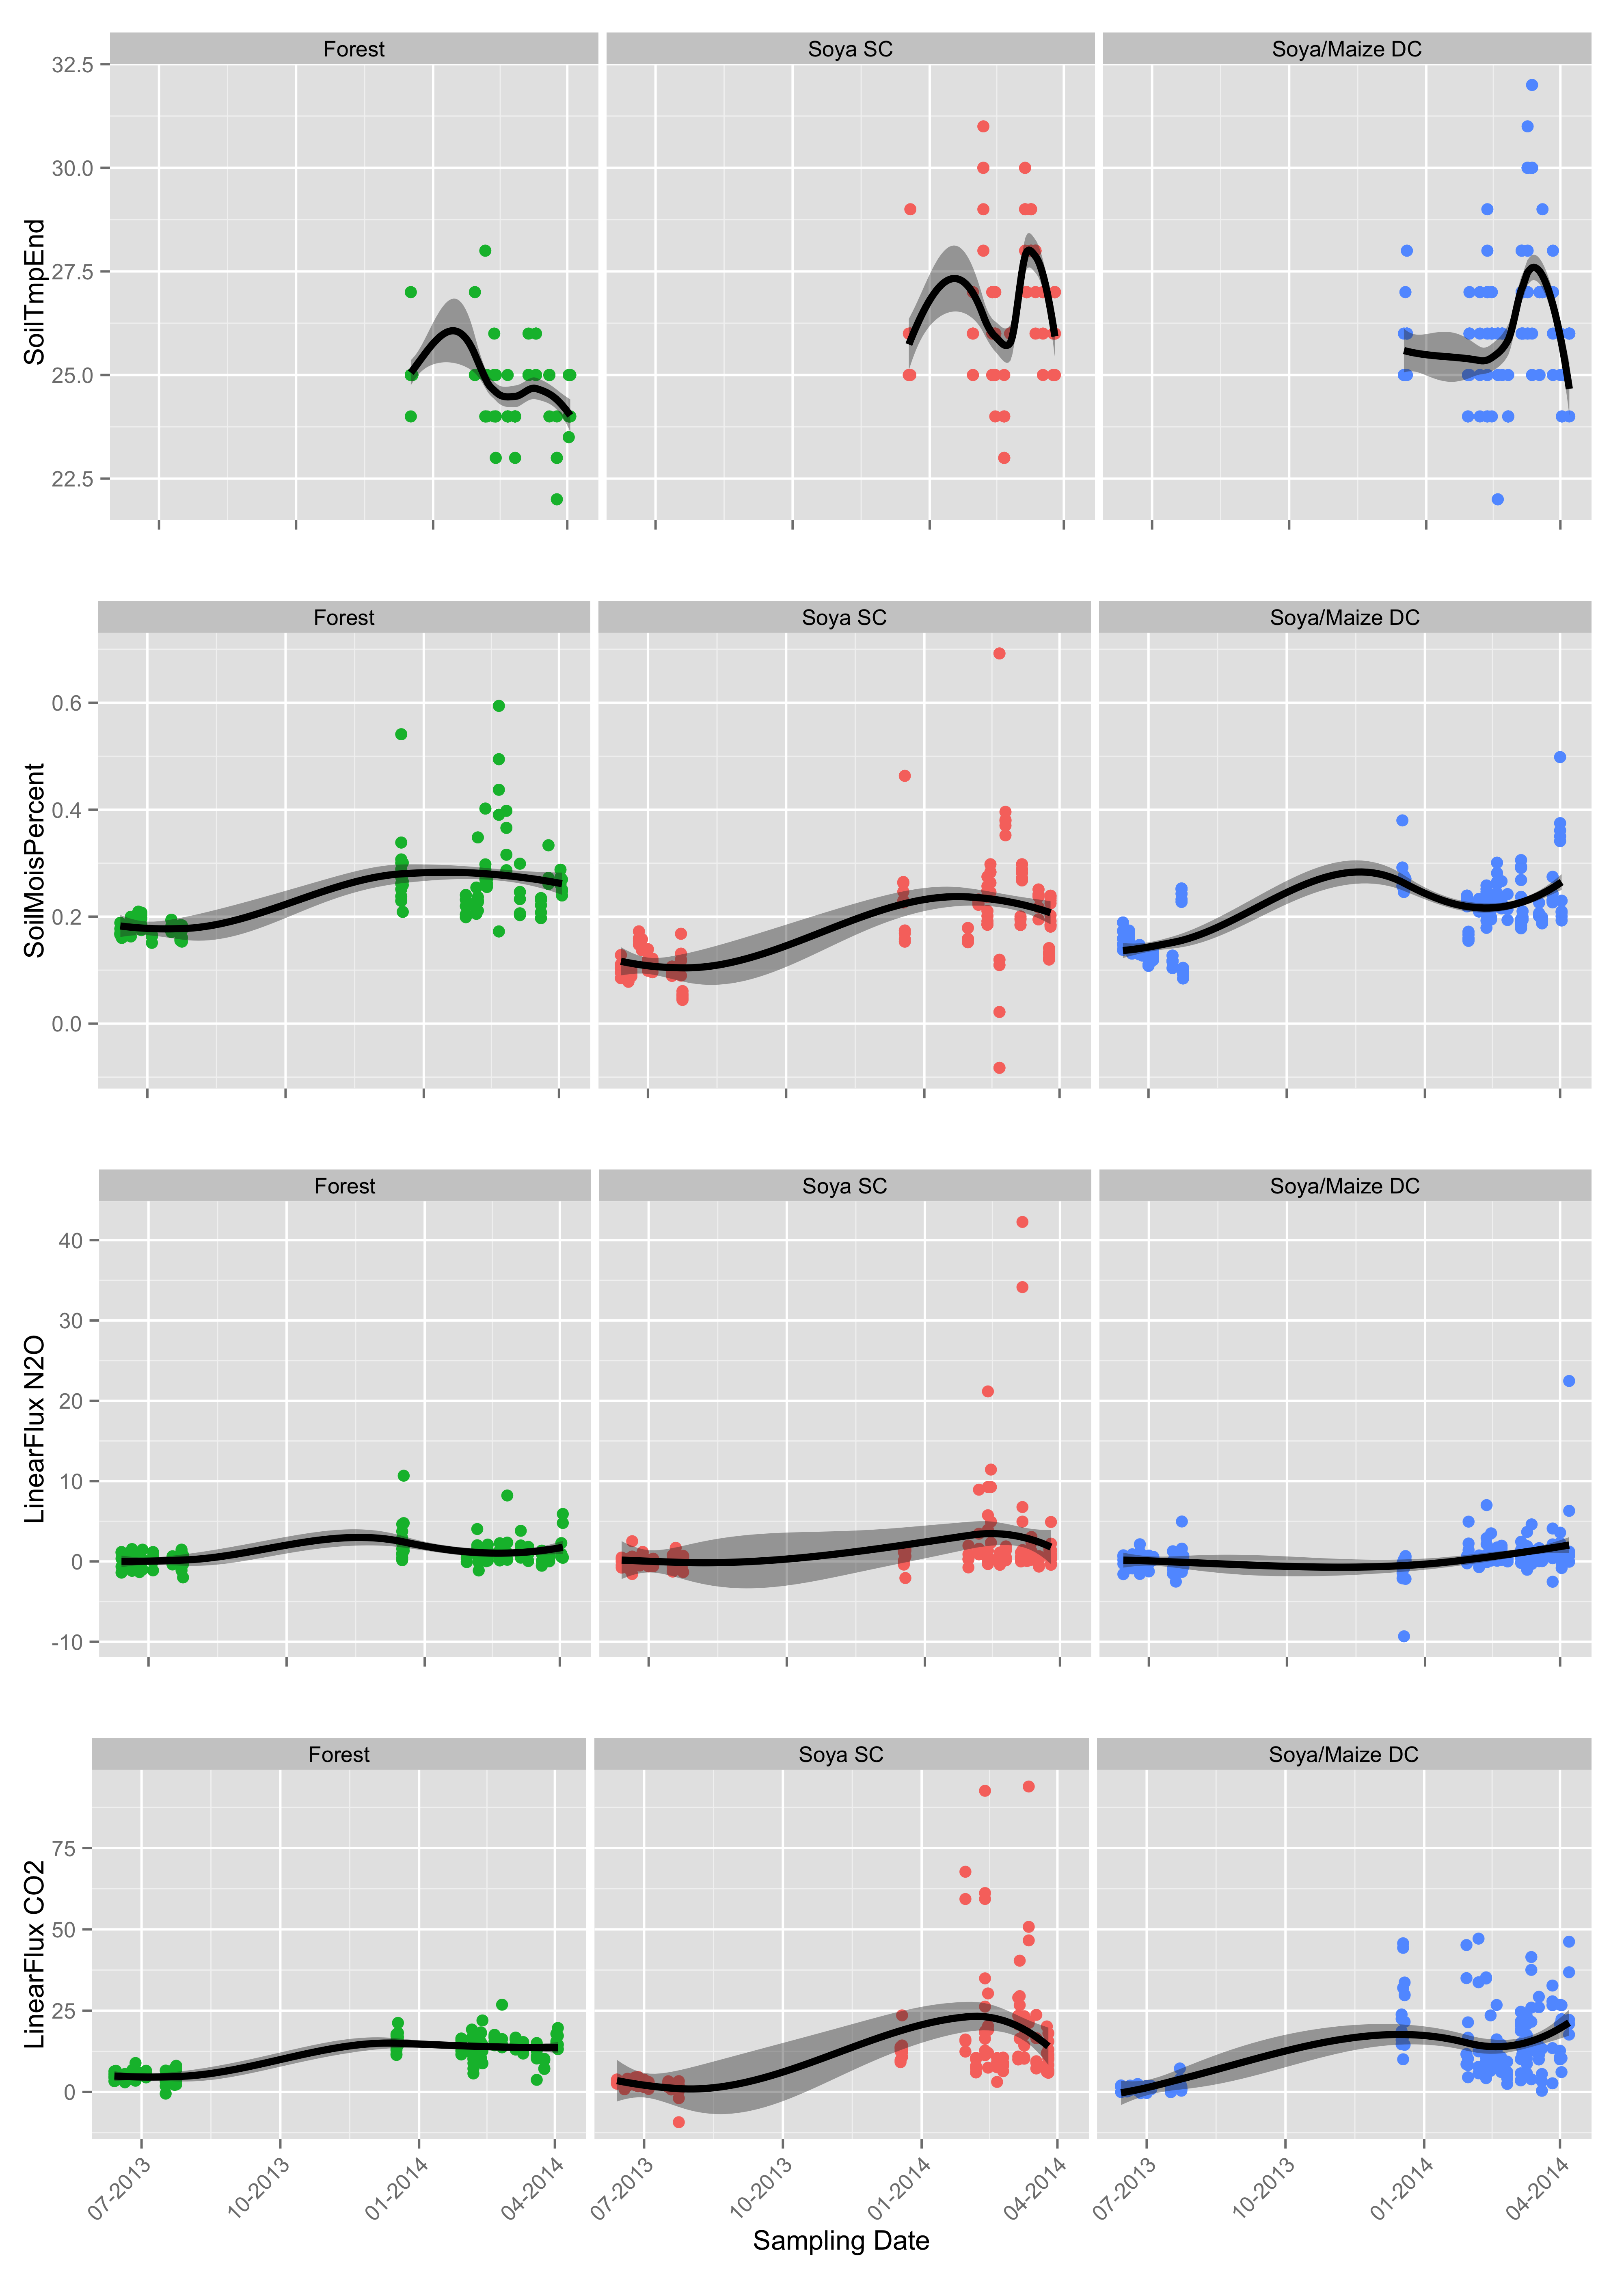 Forest Soya SC Soya/Maize DC
SoilTmpEnd
32.5
30.0
27.5
25.0
22.5
Forest Soya SC Soya/Maize DC
SoilMoisPercent
0.6
0.4
0.2
0.0
Forest Soya SC Soya/Maize DC
LinearFlux N2O
40
30
20
10
0
-10
Forest Soya SC Soya/Maize DC
LinearFlux CO2
75
50
25
0
07-2013 10-2013 01-2014 04-2014 07-2013 10-2013 01-2014 04-2014 07-2013 10-2013 01-2014 04-2014
Sampling Date